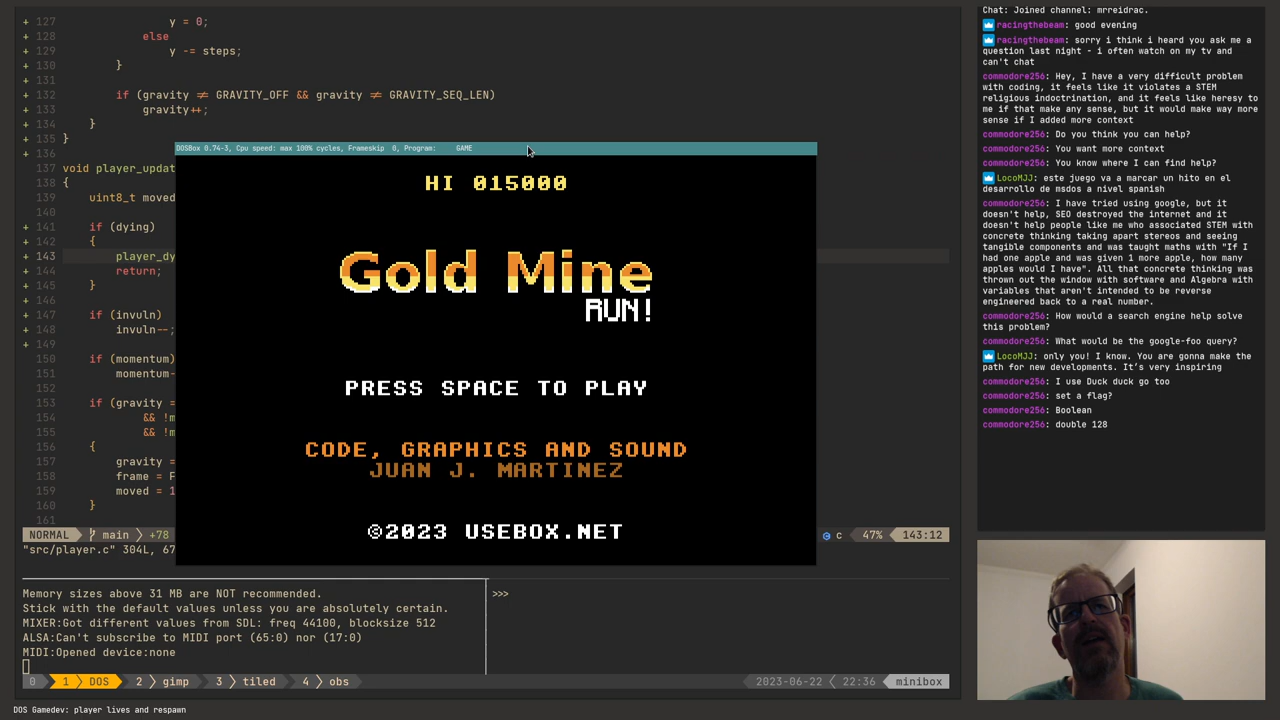 + 127 y = 0;
+ 128 else
+ 129 y -= steps;
+ 130 }
+ 131
+ 132 if (gravity ≠ GRAVITY_OFF && gravity ≠ GRAVITY_SEQ_LEN)
+ 133 gravity++;
+ 134 }
+ 135 }
+ 136
137 void player_updat
138 {
139 uint8_t moved
140
+ 141 if (dying)
+ 142 {
+ 143 player_dy
+ 144 return;
+ 145 }
+ 146
+ 147 if (invuln)
+ 148 invuln--;
+ 149
150 if (momentum)
151 momentum-
152
153 if (gravity =
154 && !m
155 && !m
156 {
157 gravity =
158 frame = F
159 moved = 1
160 }
161
DOSBox 0.74-3, Cpu speed: max 100% cycles, Frameskip 0, Program: GAME
HI 015000
Gold Mine
RUN!
PRESS SPACE TO PLAY
CODE, GRAPHICS AND SOUND
JUAN J. MARTINEZ
©2023 USEBOX.NET
NORMAL main +78 c 47% 143:12
"src/player.c" 304L, 67
Memory sizes above 31 MB are NOT recommended.
Stick with the default values unless you are absolutely certain.
MIXER:Got different values from SDL: freq 44100, blocksize 512
ALSA:Can't subscribe to MIDI port (65:0) nor (17:0)
MIDI:Opened device:none
>>>
0 1 DOS 2 gimp 3 tiled 4 obs 2023-06-22 22:36 minibox
DOS Gamedev: player lives and respawn
Chat: Joined channel: mrreidrac.
racingthebeam: good evening
racingthebeam: sorry i think i heard you ask me a
question last night - i often watch on my tv and
can't chat
commodore256: Hey, I have a very difficult problem
with coding, it feels like it violates a STEM
religious indoctrination, and it feels like heresy to
me if that make any sense, but it would make way more
sense if I added more context
commodore256: Do you think you can help?
commodore256: You want more context
commodore256: You know where I can find help?
LocoMJJ: este juego va a marcar un hito en el
desarrollo de msdos a nivel spanish
commodore256: I have tried using google, but it
doesn't help, SEO destroyed the internet and it
doesn't help people like me who associated STEM with
concrete thinking taking apart stereos and seeing
tangible components and was taught maths with "If I
had one apple and was given 1 more apple, how many
apples would I have". All that concrete thinking was
thrown out the window with software and Algebra with
variables that aren't intended to be reverse
engineered back to a real number.
commodore256: How would a search engine help solve
this problem?
commodore256: What would be the google-foo query?
LocoMJJ: only you! I know. You are gonna make the
path for new developments. It's very inspiring
commodore256: I use Duck duck go too
commodore256: set a flag?
commodore256: Boolean
commodore256: double 128